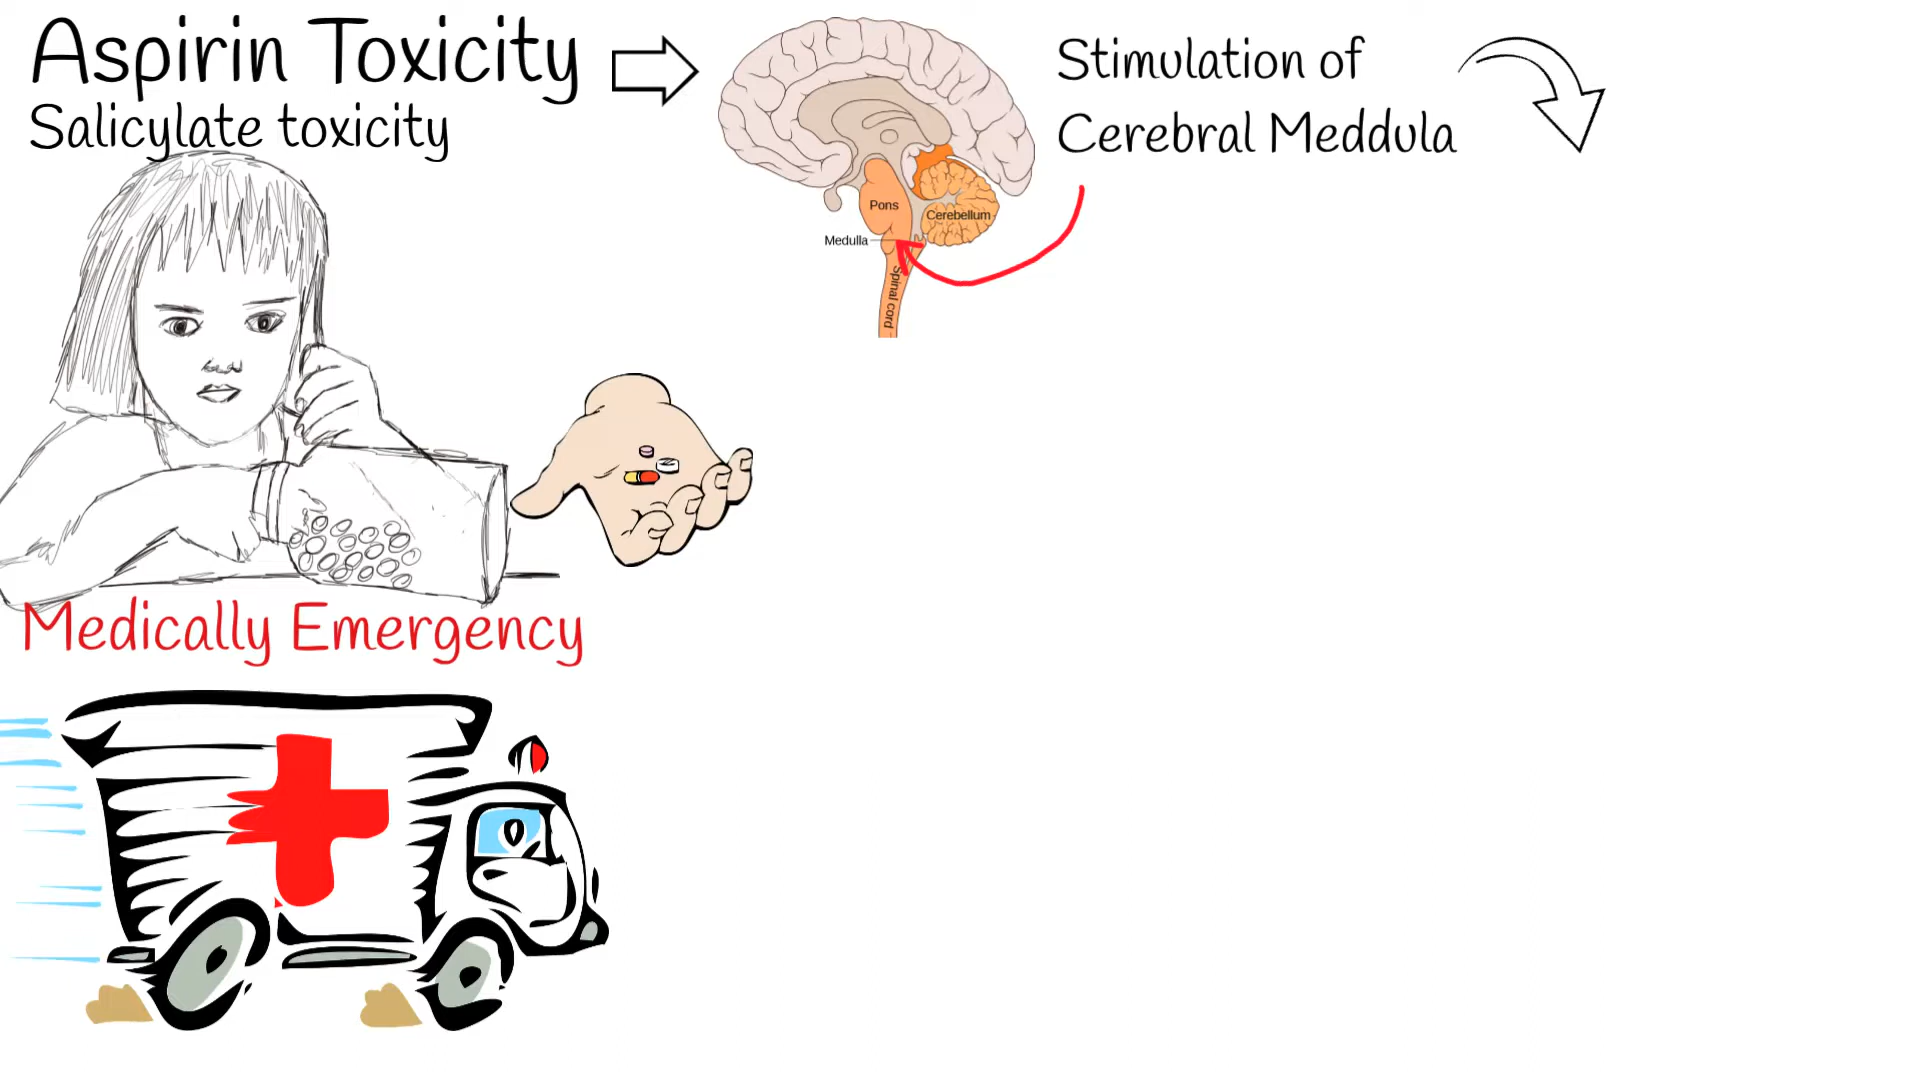 Aspirin Toxicity
Salicylate toxicity
Stimulation of
Cerebral Meddula
Pons
Cerebellum
Medulla
Spinal cord
Medically Emergency